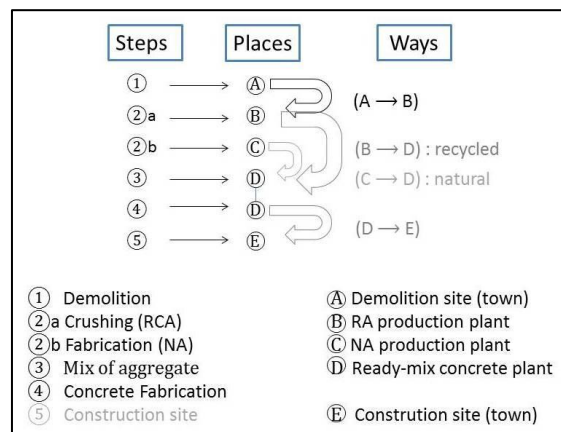 Steps Places Ways
① Ⓐ
(A → B)
②a Ⓑ
②b Ⓒ (B → D) : recycled
③ Ⓓ (C → D) : natural
④ Ⓓ
(D → E)
⑤ Ⓔ
① Demolition Ⓐ Demolition site (town)
②a Crushing (RCA) Ⓑ RA production plant
②b Fabrication (NA) Ⓒ NA production plant
③ Mix of aggregate Ⓓ Ready-mix concrete plant
④ Concrete Fabrication
⑤ Construction site Ⓔ Constrution site (town)